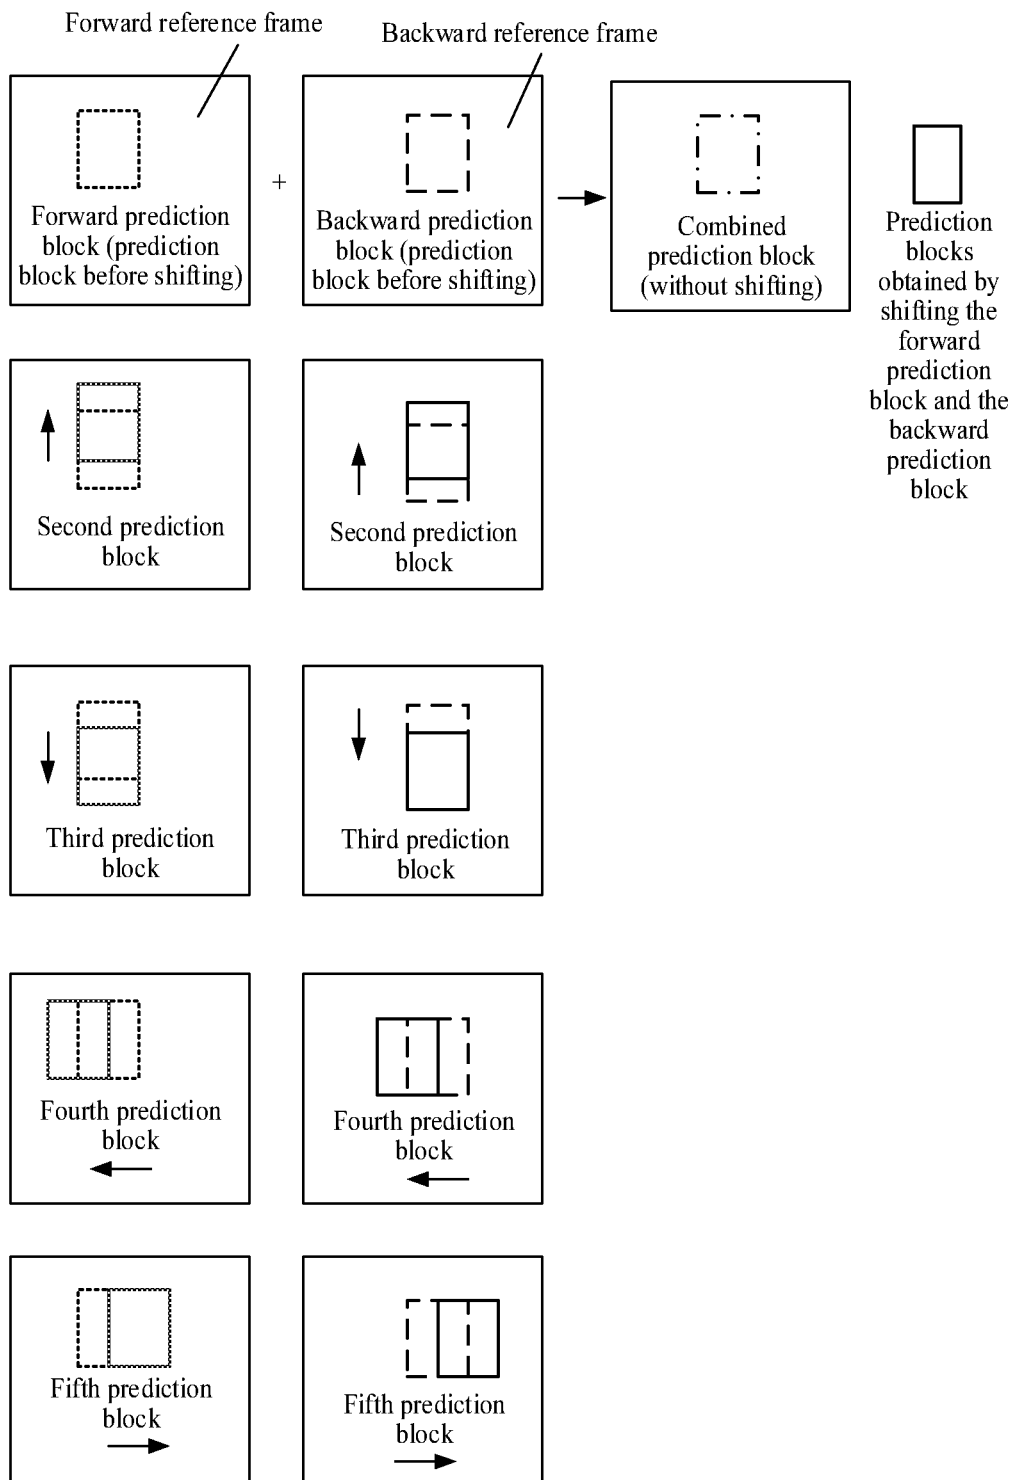 Forward reference frame
Backward reference frame
Forward prediction
block (prediction
block before shifting)
+
Backward prediction
block (prediction
block before shifting)
Combined
prediction block
(without shifting)
Prediction
blocks
obtained by
shifting the
forward
prediction
block and the
backward
prediction
block
Second prediction
block
Second prediction
block
Third prediction
block
Third prediction
block
Fourth prediction
block
Fourth prediction
block
Fifth prediction
block
Fifth prediction
block